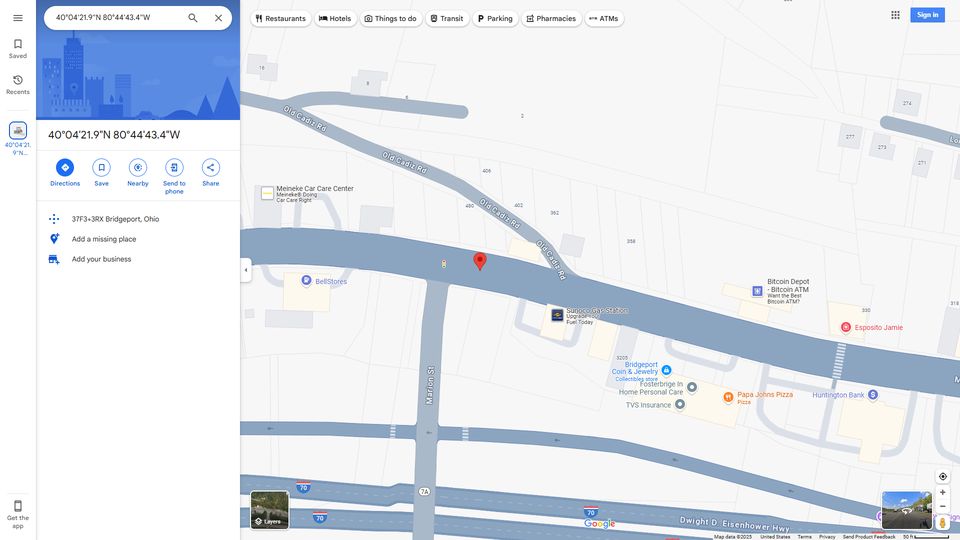 40°04'21.9"N 80°44'43.4"W
Restaurants
Hotels
Things to do
Transit
Parking
Pharmacies
ATMs
Sign in
Saved
Recents
40°04'21.
9"N...
Get the
app
40°04'21.9"N 80°44'43.4"W
Directions
Save
Nearby
Send to
phone
Share
37F3+3RX Bridgeport, Ohio
Add a missing place
Add your business
16
8
6
2
Old Cadiz Rd
Old Cadiz Rd
406
Old Cadiz Rd
460
402
362
Old Cadiz Rd
358
274
277
273
271
Meineke Car Care Center
Meineke® Doing
Car Care Right
BellStores
Sunoco Gas Station
Fuel Today
Bitcoin Depot
- Bitcoin ATM
Want the Best
Bitcoin ATM?
330
318
Esposito Jamie
3205
Bridgeport
Coin & Jewelry
Collectibles store
Fosterbrige In
Home Personal Care
TVS Insurance
Papa Johns Pizza
Pizza
Huntington Bank
Marion St
7A
70
70
70
Layers
Google
Dwight D. Eisenhower Hwy
Map data ©2025
United States
Terms
Privacy
Send Product Feedback
50 ft